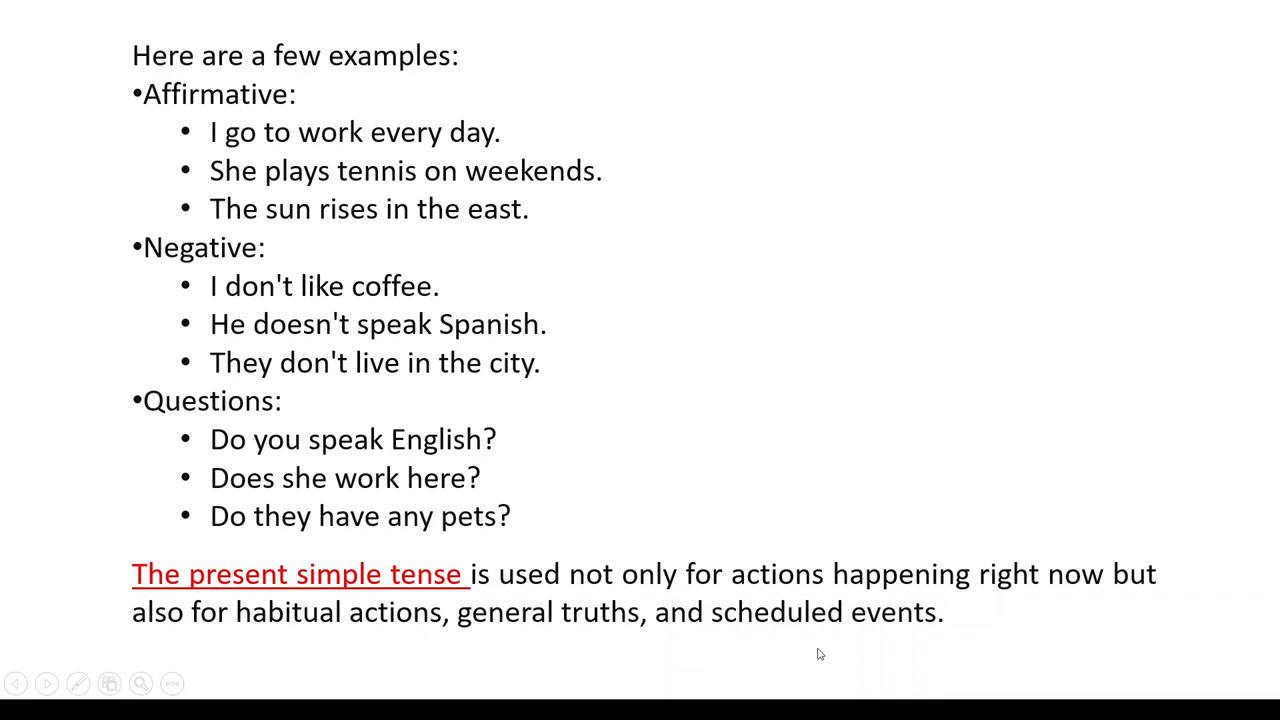 Here are a few examples:
•Affirmative:
• I go to work every day.
• She plays tennis on weekends.
• The sun rises in the east.
•Negative:
• I don't like coffee.
• He doesn't speak Spanish.
• They don't live in the city.
•Questions:
• Do you speak English?
• Does she work here?
• Do they have any pets?
The present simple tense is used not only for actions happening right now but
also for habitual actions, general truths, and scheduled events.